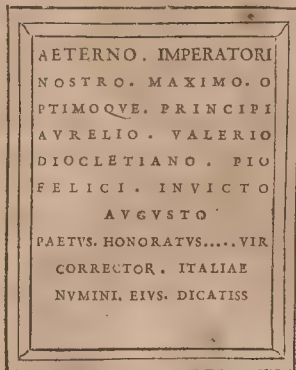 AETERNO. IMPERATORI
NOSTRO. MAXIMO. O
PTIMOQVE. PRINCIPI
AVRELIO. VALERIO
DIOCLETIANO. PIO
FELICI. INVICTO
AVGVSTO
PAETVS. HONORATVS.....VIR
CORRECTOR. ITALIAE
NVMINI. EIVS. DICATISS